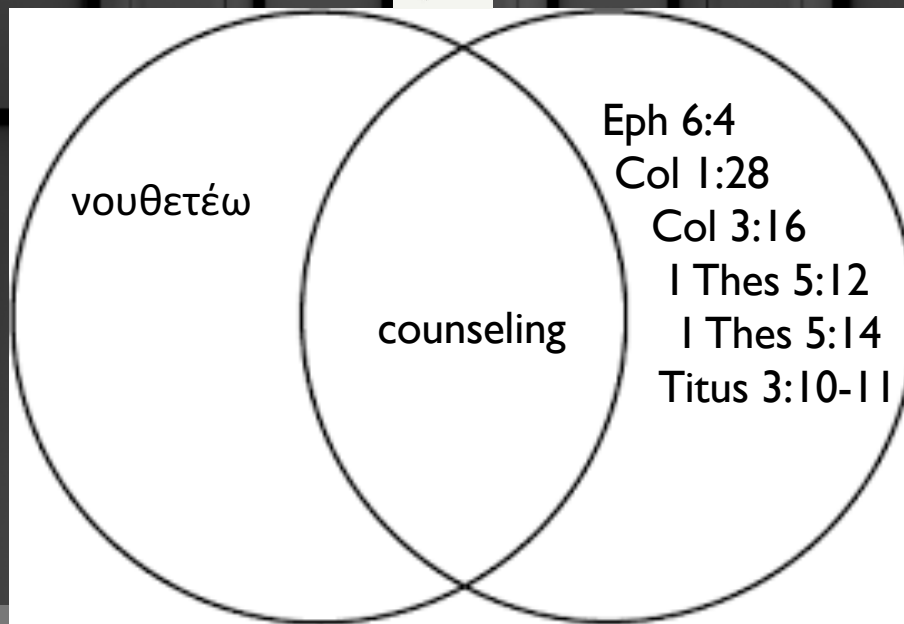 νουθετέω
counseling
Eph 6:4
Col 1:28
Col 3:16
1 Thes 5:12
1 Thes 5:14
Titus 3:10-11